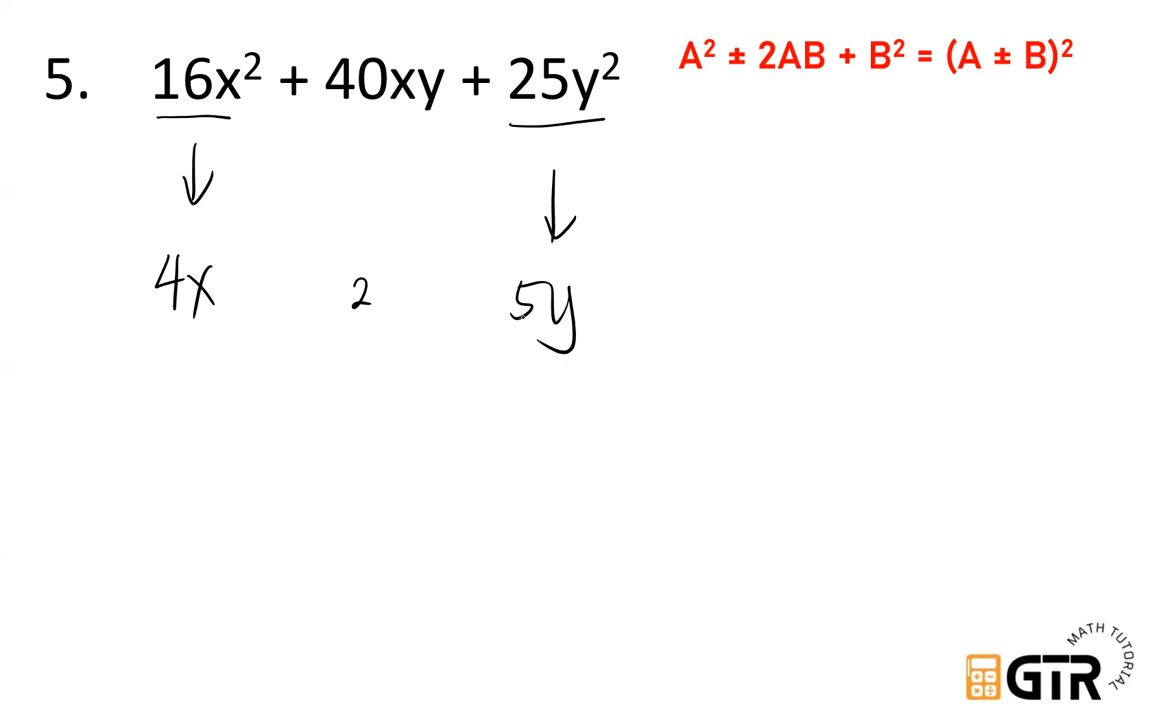 5. 16x² + 40xy + 25y²
A² ± 2AB + B² = (A ± B)²
4x 2 5y
MATH TUTORIAL
GTR